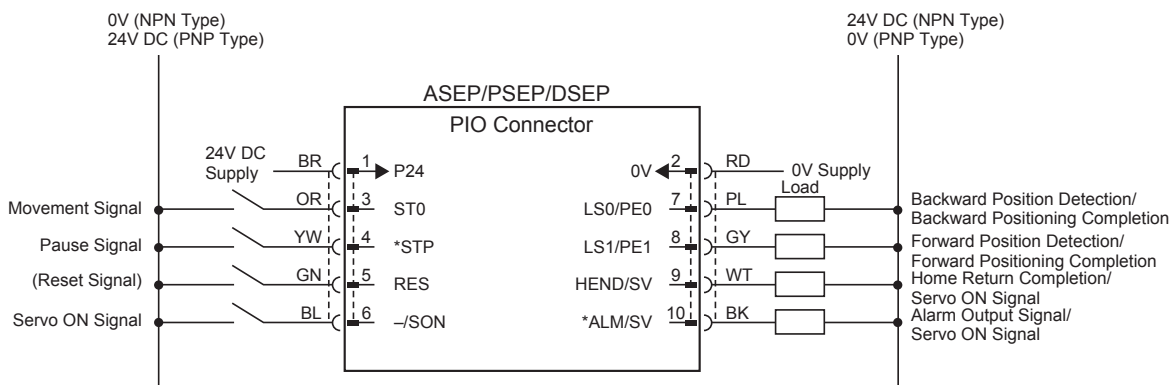 0V (NPN Type)
24V DC (PNP Type)
24V DC (NPN Type)
0V (PNP Type)
ASEP/PSEP/DSEP
PIO Connector
24V DC
Supply
BR 1 P24
0V 2 RD 0V Supply
Load
Movement Signal OR 3 ST0
LS0/PE0 7 PL
Backward Position Detection/
Backward Positioning Completion
Pause Signal YW 4 *STP
LS1/PE1 8 GY
Forward Position Detection/
Forward Positioning Completion
(Reset Signal) GN 5 RES
HEND/SV 9 WT
Home Return Completion/
Servo ON Signal
Servo ON Signal BL 6 –/SON
*ALM/SV 10 BK
Alarm Output Signal/
Servo ON Signal